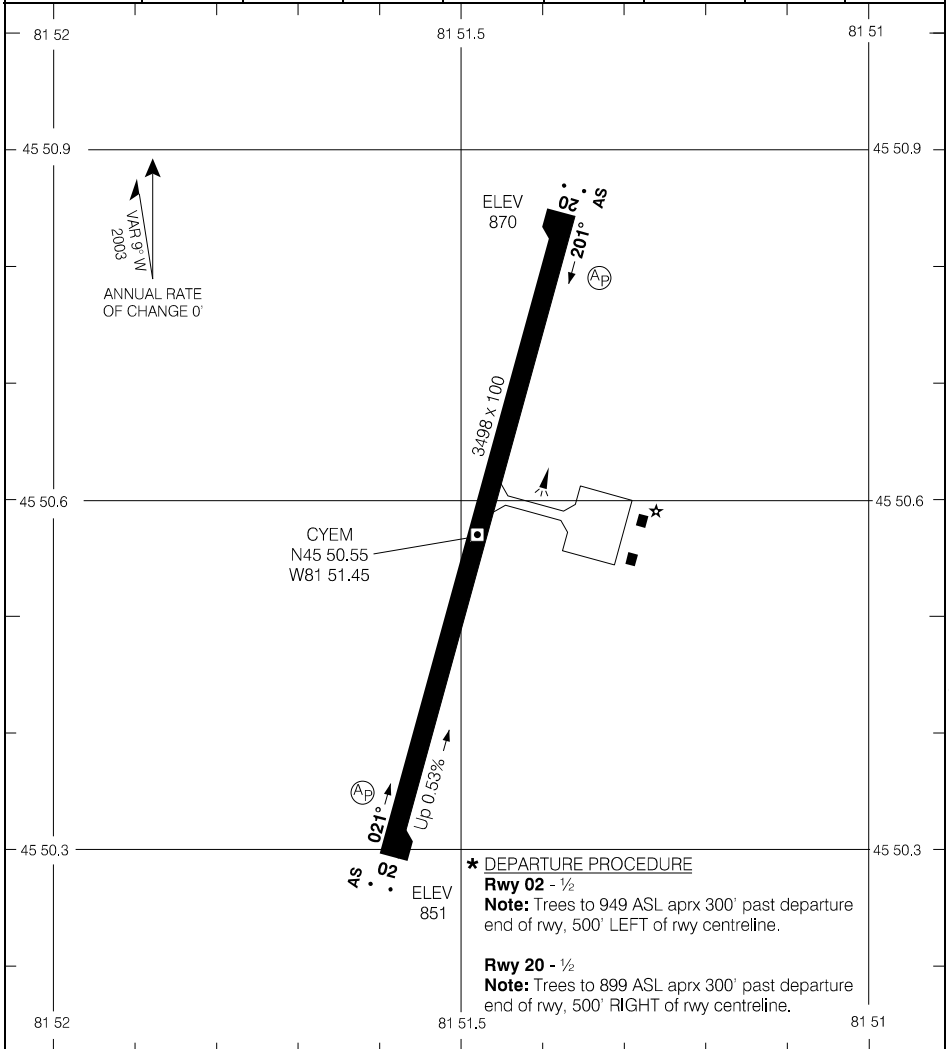 81 52
81 51.5
81 51
45 50.9
45 50.9
VAR 9° W
2003
ANNUAL RATE
OF CHANGE 0'
ELEV
870
20
AS
201°
AP
3498 x 100
45 50.6
45 50.6
CYEM
N45 50.55
W81 51.45
Up 0.53%
AP
021°
45 50.3
45 50.3
02
AS
ELEV
851
* DEPARTURE PROCEDURE
Rwy 02 - ½
Note: Trees to 949 ASL aprx 300' past departure
end of rwy, 500' LEFT of rwy centreline.
Rwy 20 - ½
Note: Trees to 899 ASL aprx 300' past departure
end of rwy, 500' RIGHT of rwy centreline.
81 52
81 51.5
81 51